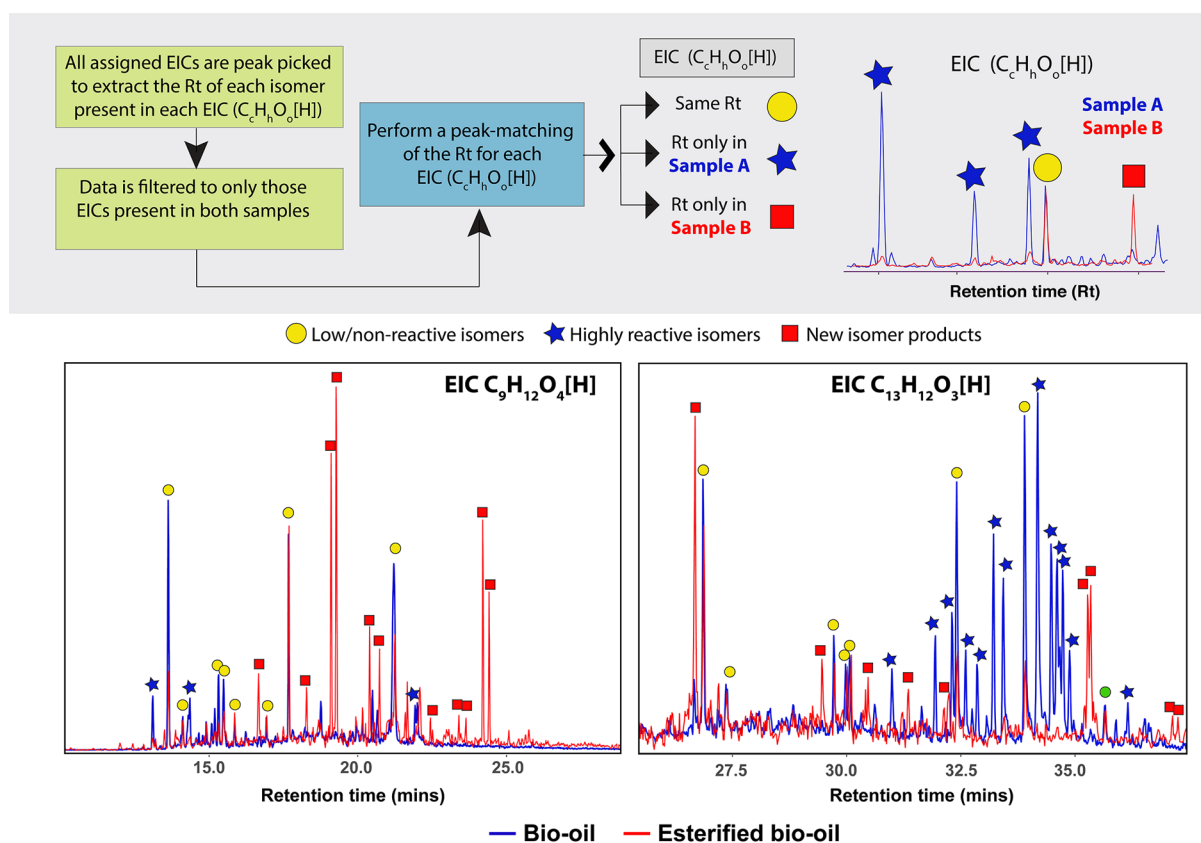 All assigned EICs are peak picked
to extract the Rt of each isomer
present in each EIC (CcHhOo[H])
Data is filtered to only those
EICs present in both samples
Perform a peak-matching
of the Rt for each
EIC (CcHhOo[H])
EIC (CcHhOo[H])
Same Rt
Rt only in
Sample A
Rt only in
Sample B
EIC (CcHhOo[H])
Sample A
Sample B
Retention time (Rt)
Low/non-reactive isomers
Highly reactive isomers
New isomer products
EIC C9H12O4[H]
15.0
20.0
25.0
Retention time (mins)
EIC C13H12O3[H]
27.5
30.0
32.5
35.0
Retention time (mins)
Bio-oil
Esterified bio-oil